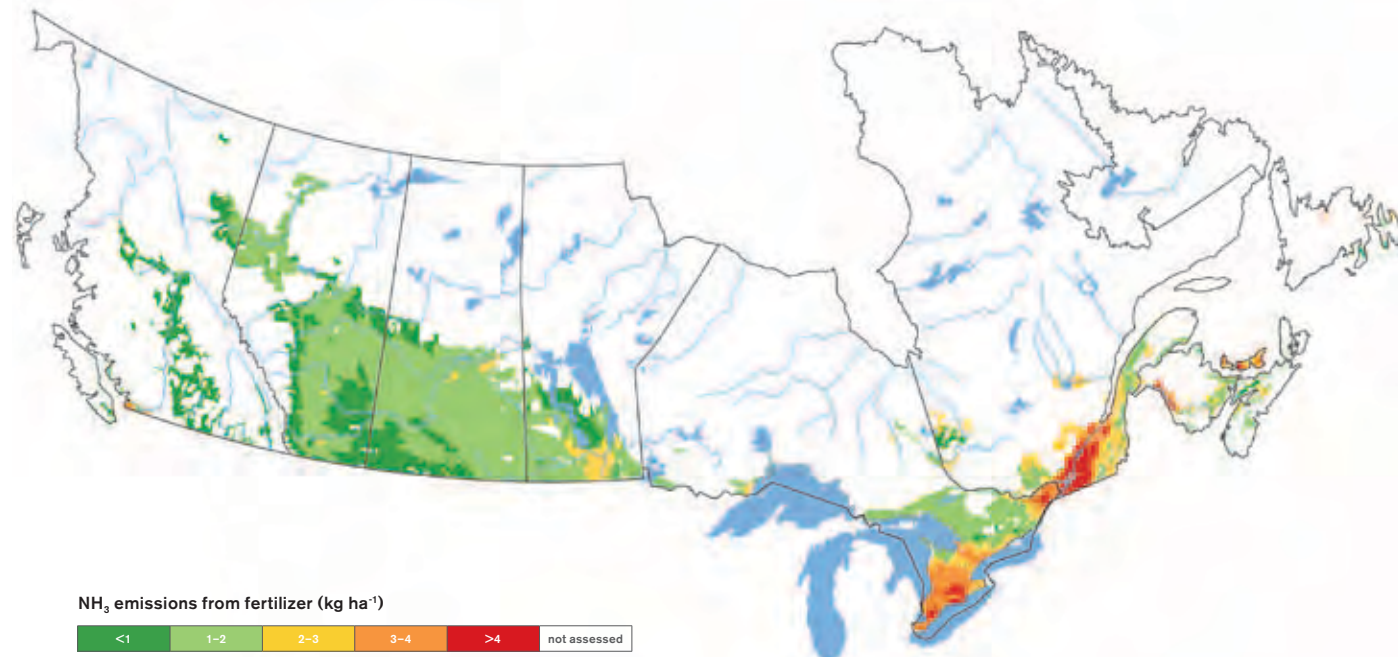 NH₃ emissions from fertilizer (kg ha⁻¹)
<1 1–2 2–3 3–4 >4 not assessed